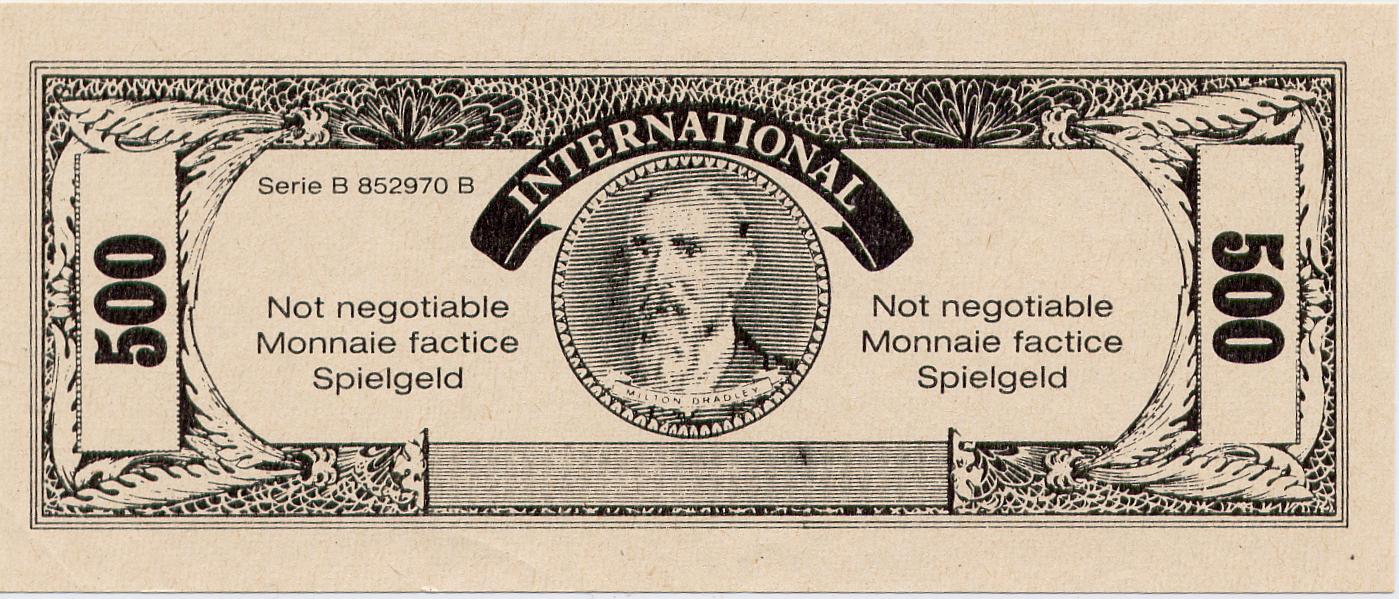 INTERNATIONAL
Serie B 852970 B
500
500
Not negotiable
Monnaie factice
Spielgeld
Not negotiable
Monnaie factice
Spielgeld
MILTON BRADLEY